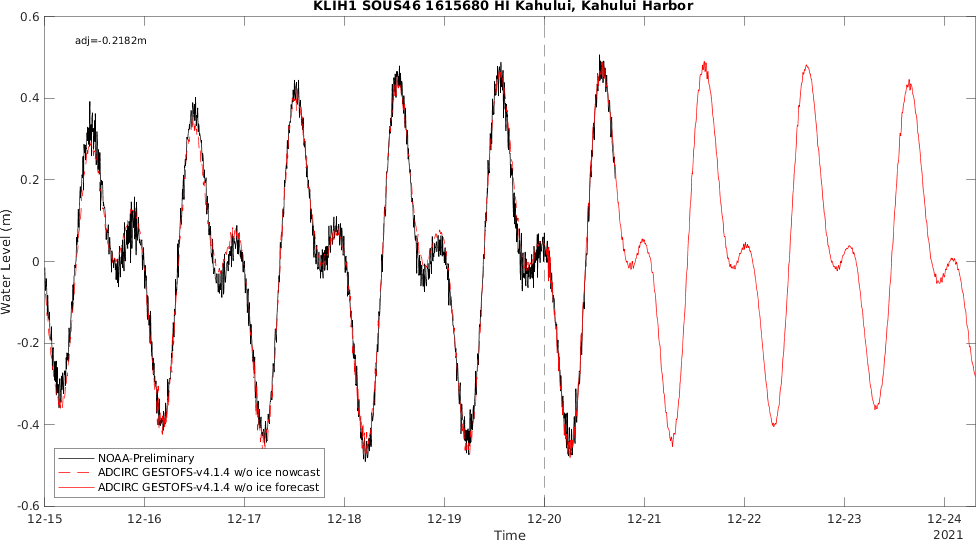 KLIH1 SOUS46 1615680 HI Kahului, Kahului Harbor
adj=-0.2182m
0.6
0.4
0.2
0
-0.2
-0.4
-0.6
Water Level (m)
NOAA-Preliminary
ADCIRC GESTOFS-v4.1.4 w/o ice nowcast
ADCIRC GESTOFS-v4.1.4 w/o ice forecast
12-15 12-16 12-17 12-18 12-19 12-20 12-21 12-22 12-23 12-24
Time
2021